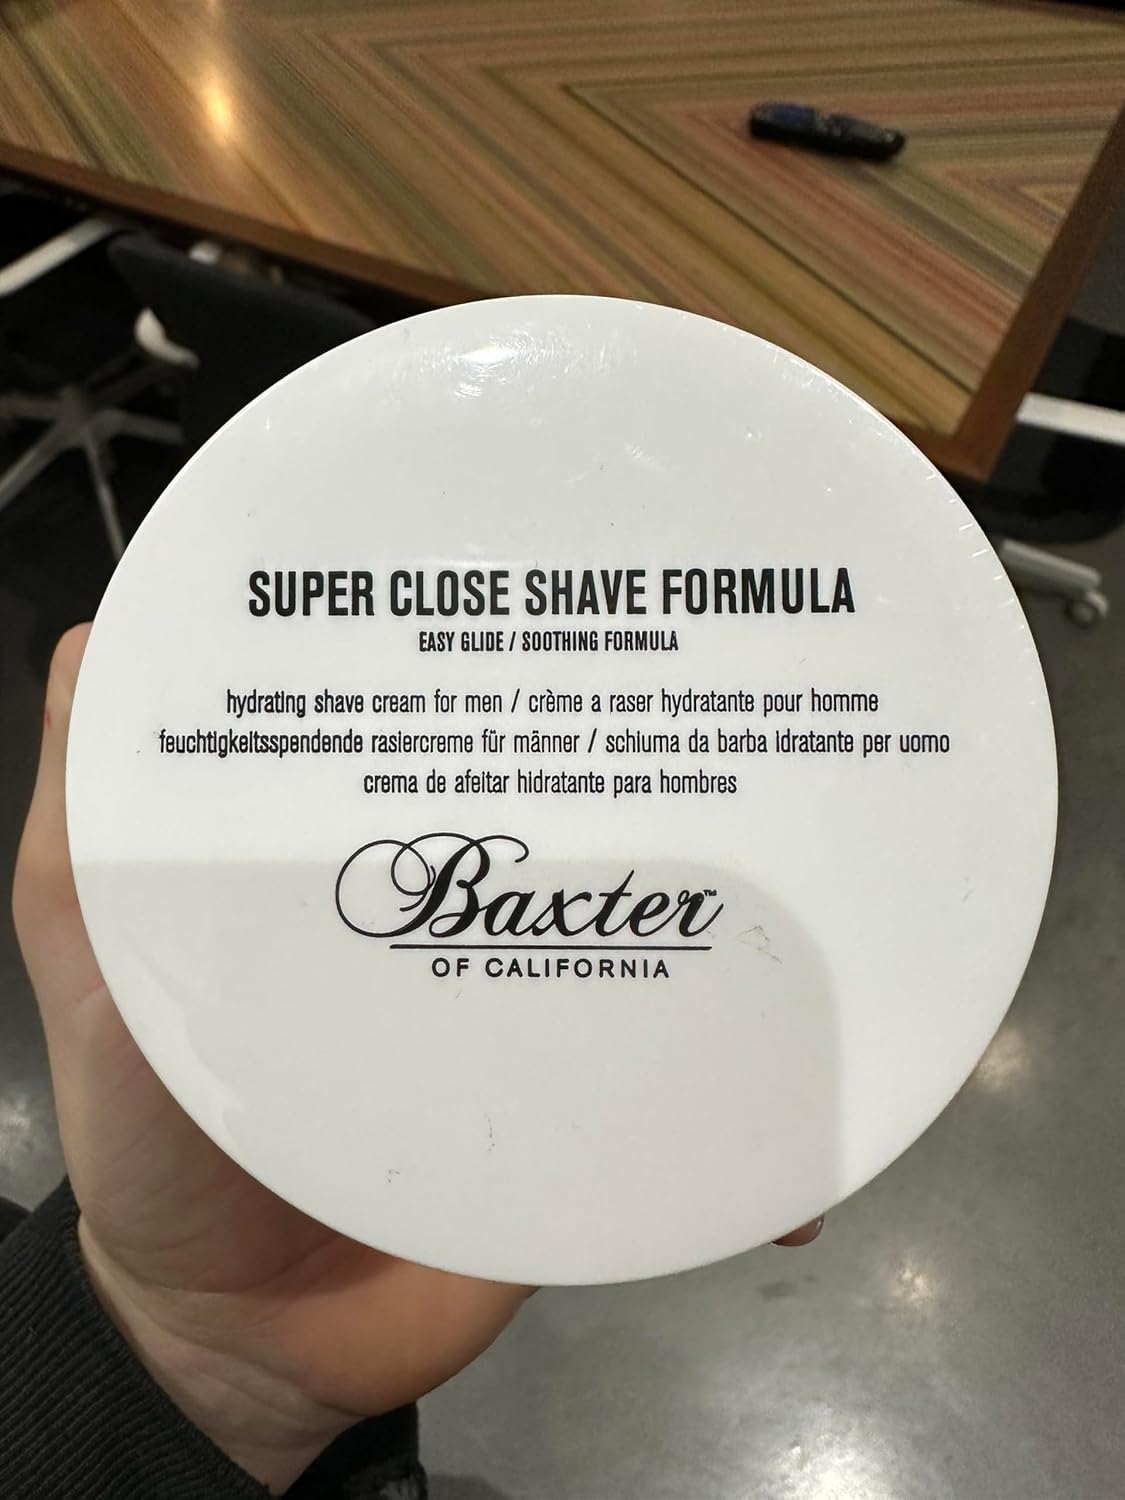 SUPER CLOSE SHAVE FORMULA
EASY GLIDE / SOOTHING FORMULA
hydrating shave cream for men / crème a raser hydratante pour homme
feuchtigkeitsspendende rasiercreme für männer / schiuma da barba idratante per uomo
crema de afeitar hidratante para hombres
Baxter™
OF CALIFORNIA